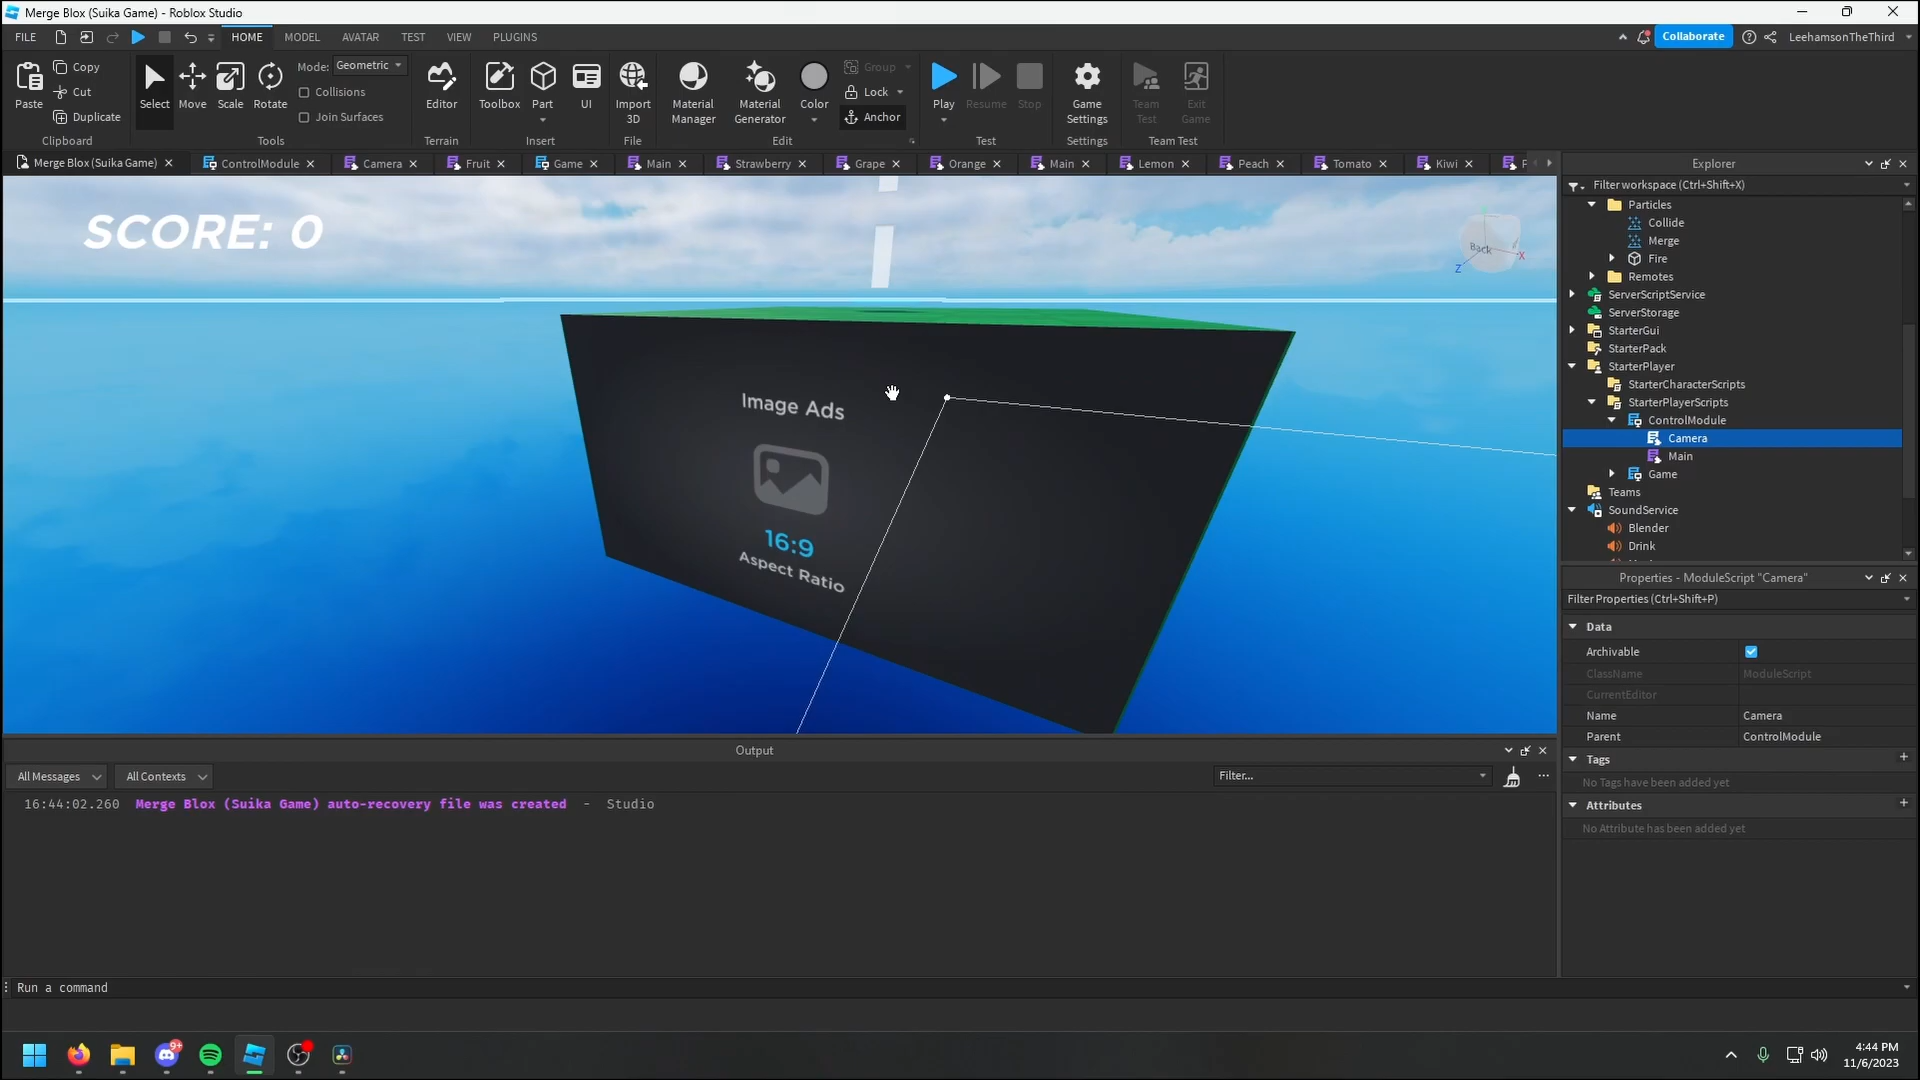 Merge Blox (Suika Game) - Roblox Studio
FILE HOME MODEL AVATAR TEST VIEW PLUGINS Collaborate LeehamsonTheThird
Paste Copy Cut Duplicate
Clipboard
Select Move Scale Rotate
Mode: Geometric
Collisions
Join Surfaces
Tools
Editor
Terrain
Toolbox Part UI
Insert
Import 3D
File
Material Manager
Material Generator
Color
Group
Lock
Anchor
Edit
Play Resume Stop
Test
Game Settings
Settings
Team Test
Exit Game
Team Test
Merge Blox (Suika Game) ControlModule Camera Fruit Game Main Strawberry Grape Orange Main Lemon Peach Tomato Kiwi
SCORE: 0
Back
X
Z
Image Ads
16:9
Aspect Ratio
Explorer
Filter workspace (Ctrl+Shift+X)
Particles
Collide
Merge
Fire
Remotes
ServerScriptService
ServerStorage
StarterGui
StarterPack
StarterPlayer
StarterCharacterScripts
StarterPlayerScripts
ControlModule
Camera
Main
Game
Teams
SoundService
Blender
Drink
Properties - ModuleScript "Camera"
Filter Properties (Ctrl+Shift+P)
Data
Archivable
ClassName ModuleScript
CurrentEditor
Name Camera
Parent ControlModule
Tags
No Tags have been added yet
Attributes
No Attribute has been added yet
Output
All Messages All Contexts Filter...
16:44:02.260 Merge Blox (Suika Game) auto-recovery file was created - Studio
Run a command
9+
4:44 PM
11/6/2023